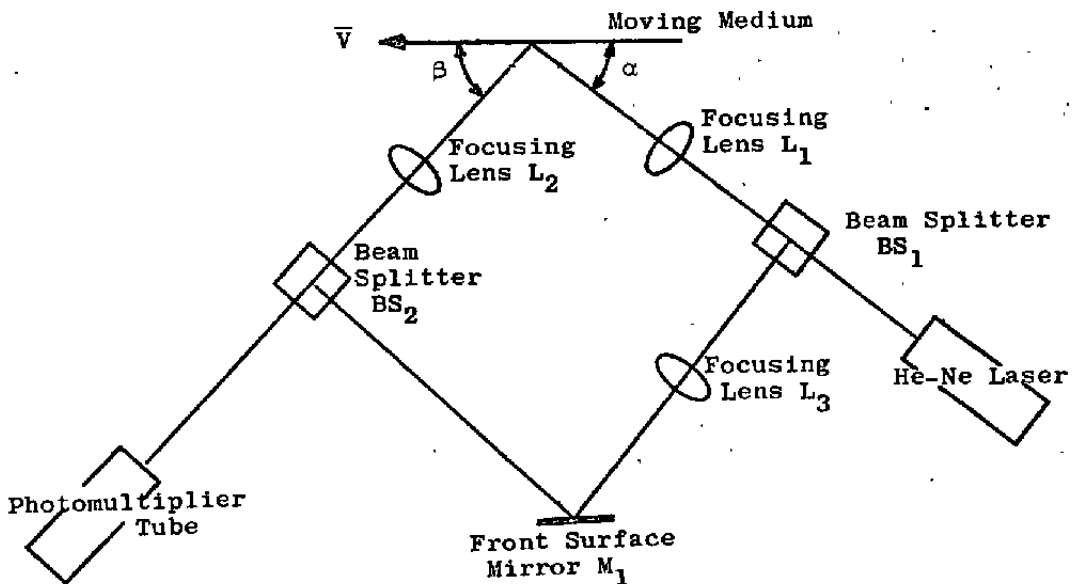 Moving Medium
V̅
β
α
Focusing
Lens L₁
Focusing
Lens L₂
Beam Splitter
BS₁
Beam
Splitter
BS₂
Focusing
Lens L₃
He-Ne Laser
Photomultiplier
Tube
Front Surface
Mirror M₁